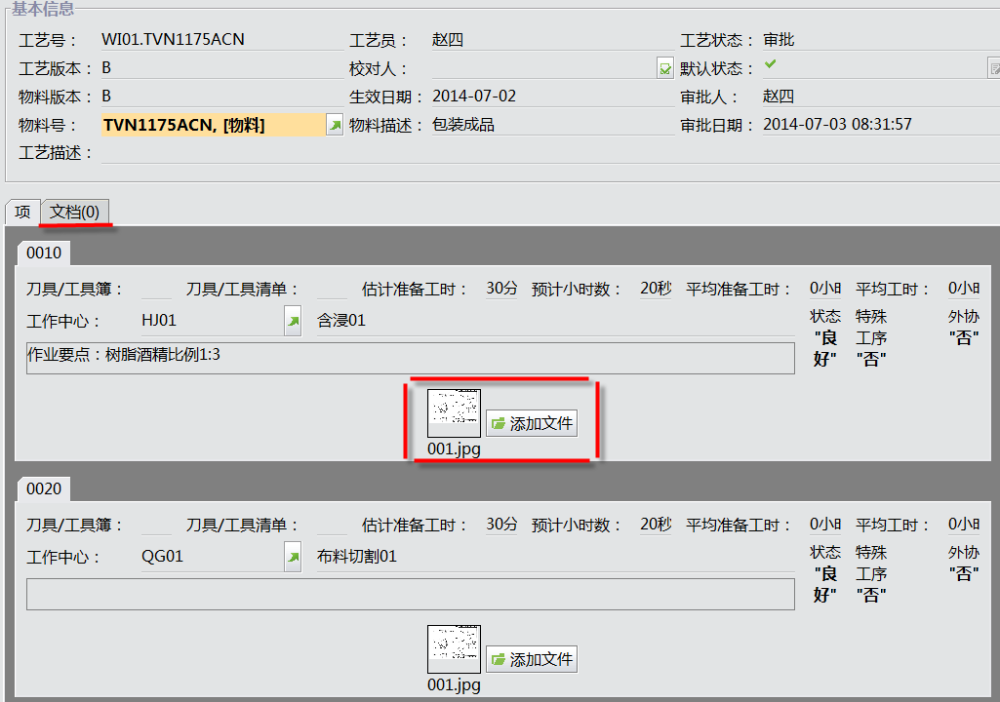 基本信息
工艺号： WI01.TVN1175ACN 工艺员： 赵四 工艺状态： 审批
工艺版本： B 校对人： 默认状态：
物料版本： B 生效日期： 2014-07-02 审批人： 赵四
物料号： TVN1175ACN, [物料] 物料描述： 包装成品 审批日期： 2014-07-03 08:31:57
工艺描述：
项 文档(0)
0010
刀具/工具簿： 刀具/工具清单： 估计准备工时： 30分 预计小时数： 20秒 平均准备工时： 0小时 平均工时： 0小时
工作中心： HJ01 含浸01
状态 "良好" 特殊工序 "否" 外协 "否"
作业要点：树脂酒精比例1:3
添加文件
001.jpg
0020
刀具/工具簿： 刀具/工具清单： 估计准备工时： 30分 预计小时数： 20秒 平均准备工时： 0小时 平均工时： 0小时
工作中心： QG01 布料切割01
状态 "良好" 特殊工序 "否" 外协 "否"
添加文件
001.jpg